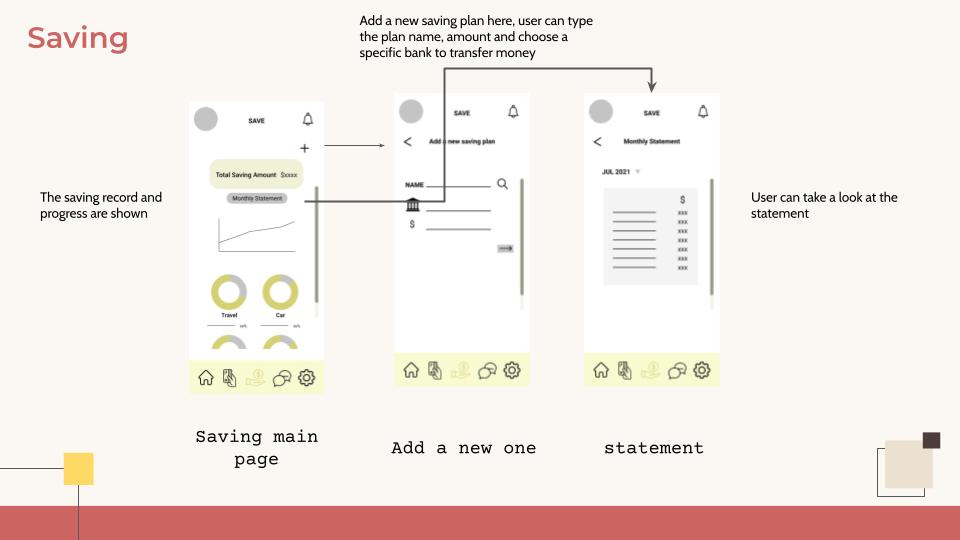 Saving
Add a new saving plan here, user can type
the plan name, amount and choose a
specific bank to transfer money
The saving record and
progress are shown
SAVE
+
Total Saving Amount $xxxx
Monthly Statement
Travel
Car
Saving main
page
SAVE
< Add a new saving plan
NAME
$
Add a new one
SAVE
< Monthly Statement
JUL 2021
$
xxx
xxx
xxx
xxx
xxx
xxx
xxx
statement
User can take a look at the
statement